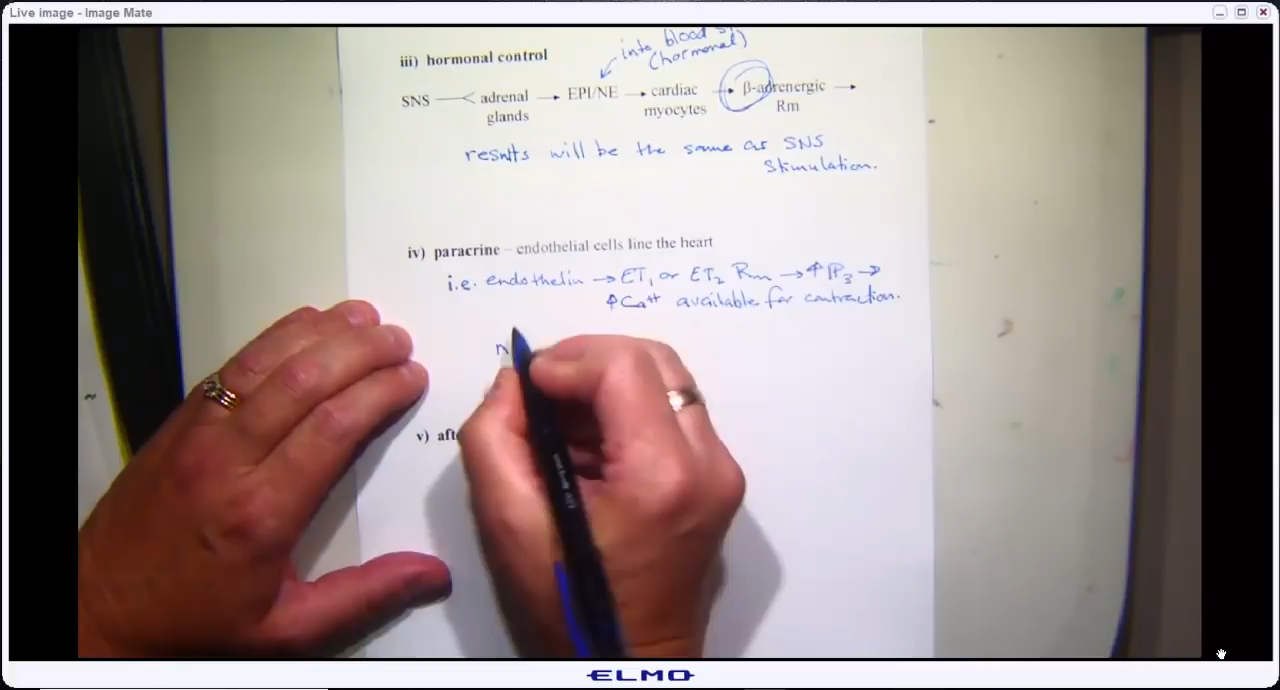 Live image - Image Mate
into blood
(hormonal)
iii) hormonal control
SNS adrenal glands → EPI/NE → cardiac myocytes → β-adrenergic Rm →
results will be the same as SNS
stimulation.
iv) paracrine – endothelial cells line the heart
i.e. endothelin → ET1 or ET2 Rm → ↑ IP3 →
↑ Ca++ available for contraction.
v)
ELMO